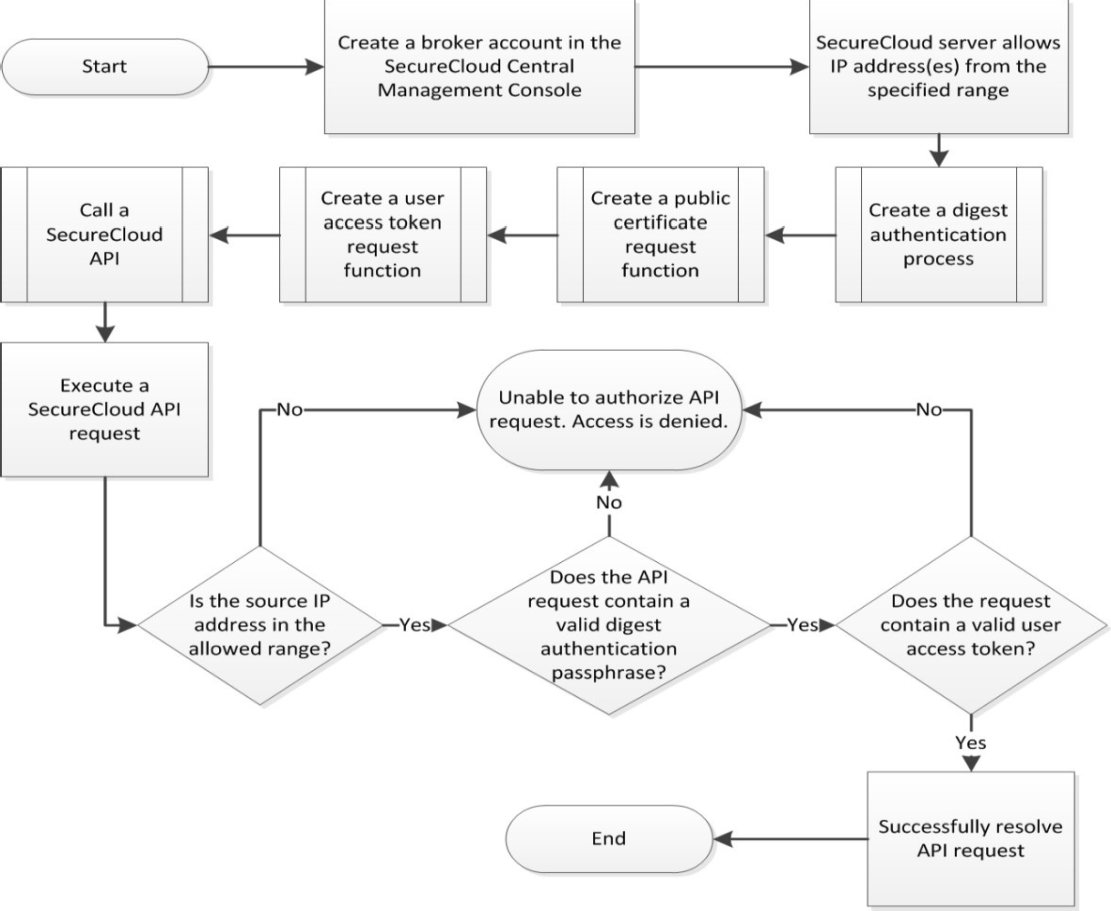 Start
Create a broker account in the
SecureCloud Central
Management Console
SecureCloud server allows
IP address(es) from the
specified range
Create a digest
authentication
process
Create a public
certificate
request
function
Create a user
access token
request
function
Call a
SecureCloud
API
Execute a
SecureCloud API
request
Is the source IP
address in the
allowed range?
No
Unable to authorize API
request. Access is denied.
Yes
Does the API
request contain a
valid digest
authentication
passphrase?
No
Yes
Does the request
contain a valid user
access token?
No
Yes
Successfully resolve
API request
End